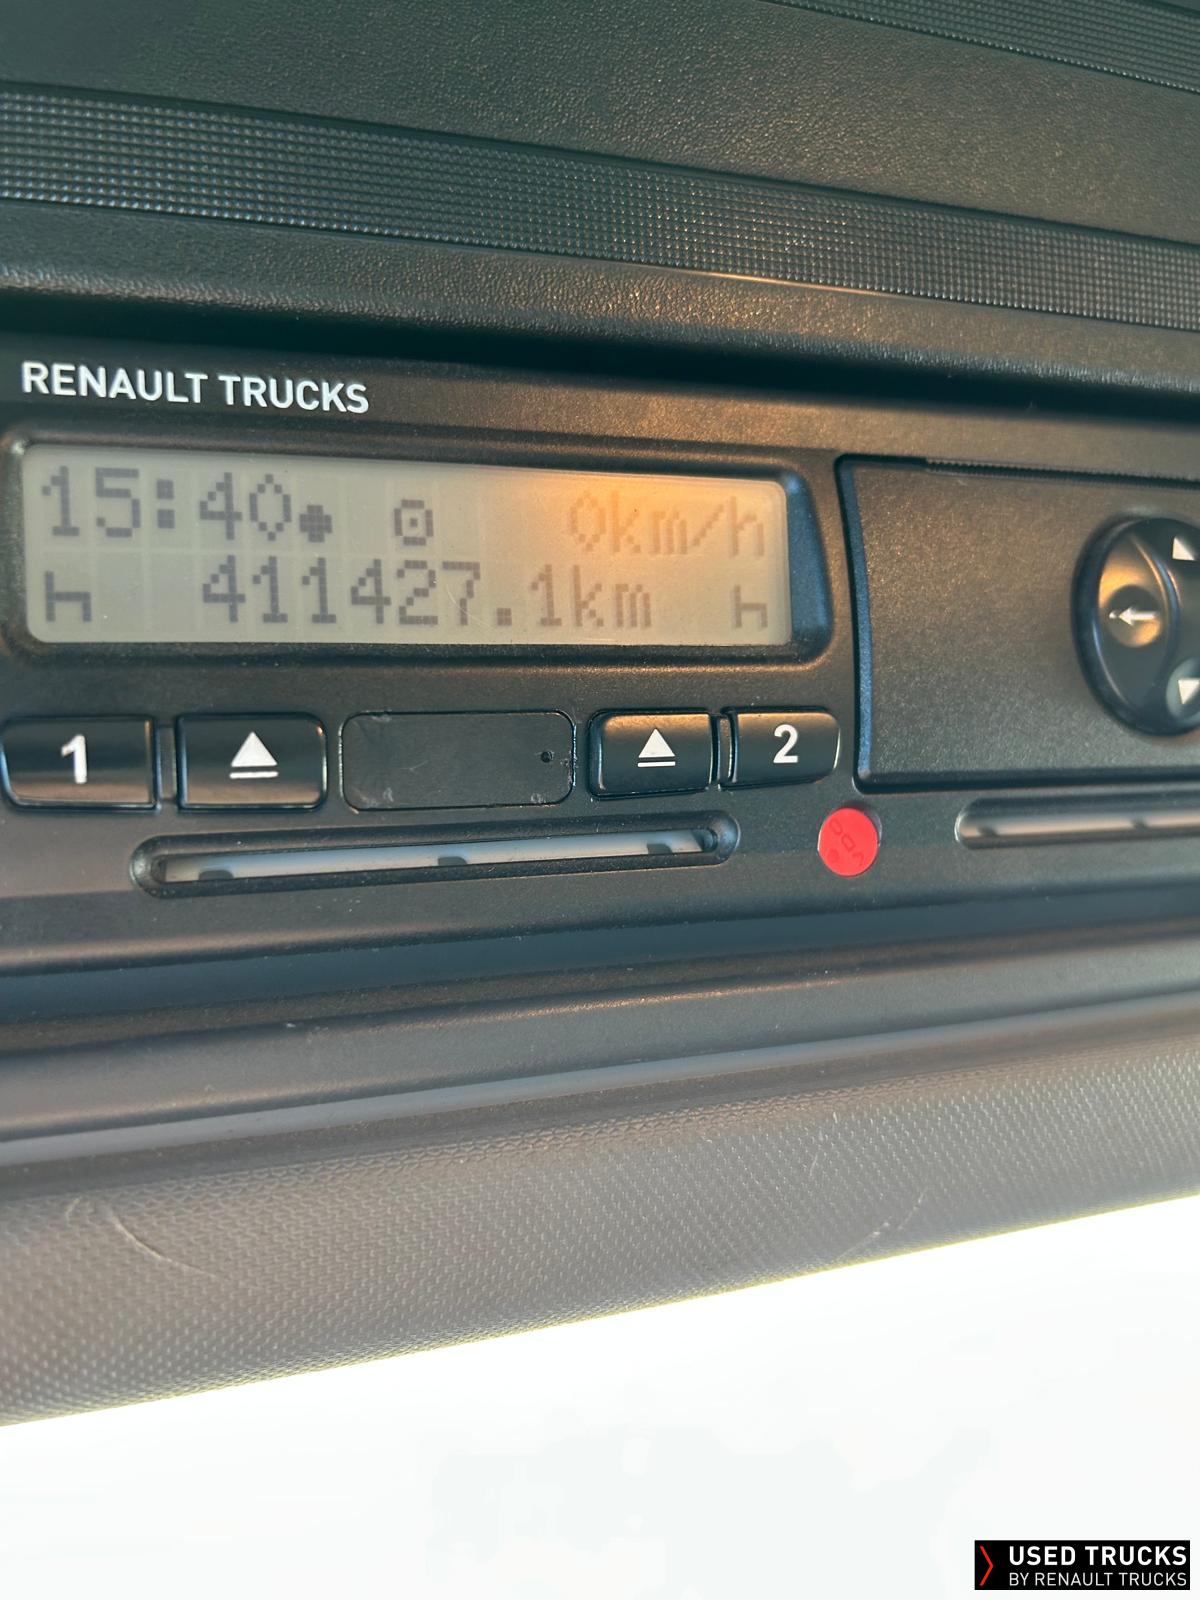 RENAULT TRUCKS
15:40 0km/h
411427.1km
1 2
USED TRUCKS
BY RENAULT TRUCKS